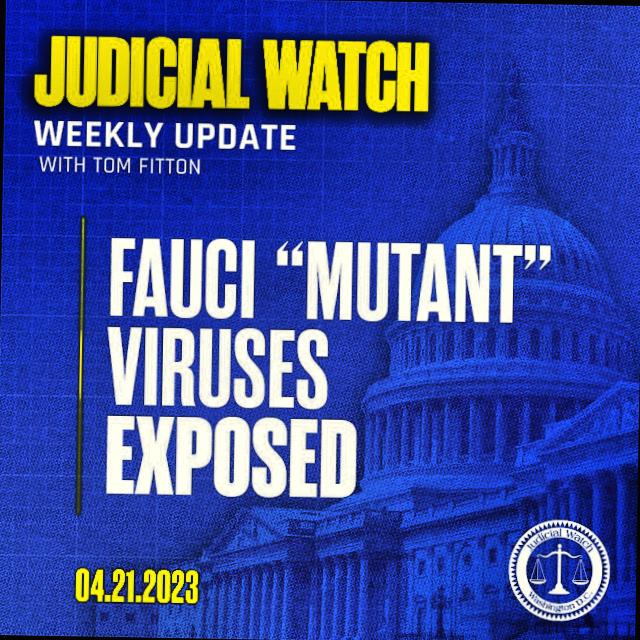 JUDICIAL WATCH
WEEKLY UPDATE
WITH TOM FITTON
FAUCI “MUTANT”
VIRUSES
EXPOSED
04.21.2023
Judicial Watch
Washington D.C.